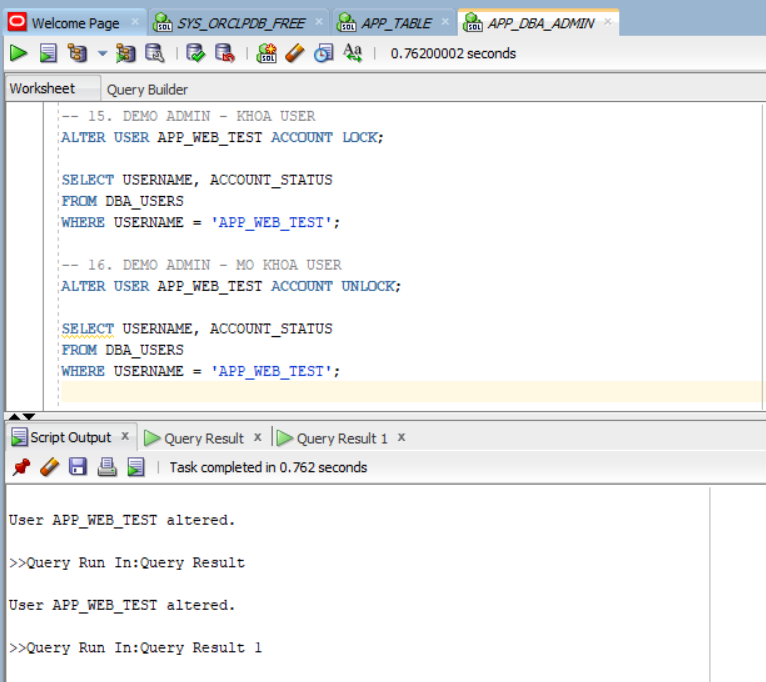 Welcome Page
SYS_ORCLPDB_FREE
APP_TABLE
APP_DBA_ADMIN
0.76200002 seconds
Worksheet
Query Builder
-- 15. DEMO ADMIN - KHOA USER
ALTER USER APP_WEB_TEST ACCOUNT LOCK;
SELECT USERNAME, ACCOUNT_STATUS
FROM DBA_USERS
WHERE USERNAME = 'APP_WEB_TEST';
-- 16. DEMO ADMIN - MO KHOA USER
ALTER USER APP_WEB_TEST ACCOUNT UNLOCK;
SELECT USERNAME, ACCOUNT_STATUS
FROM DBA_USERS
WHERE USERNAME = 'APP_WEB_TEST';
Script Output x
Query Result x
Query Result 1 x
Task completed in 0.762 seconds
User APP_WEB_TEST altered.
>>Query Run In:Query Result
User APP_WEB_TEST altered.
>>Query Run In:Query Result 1